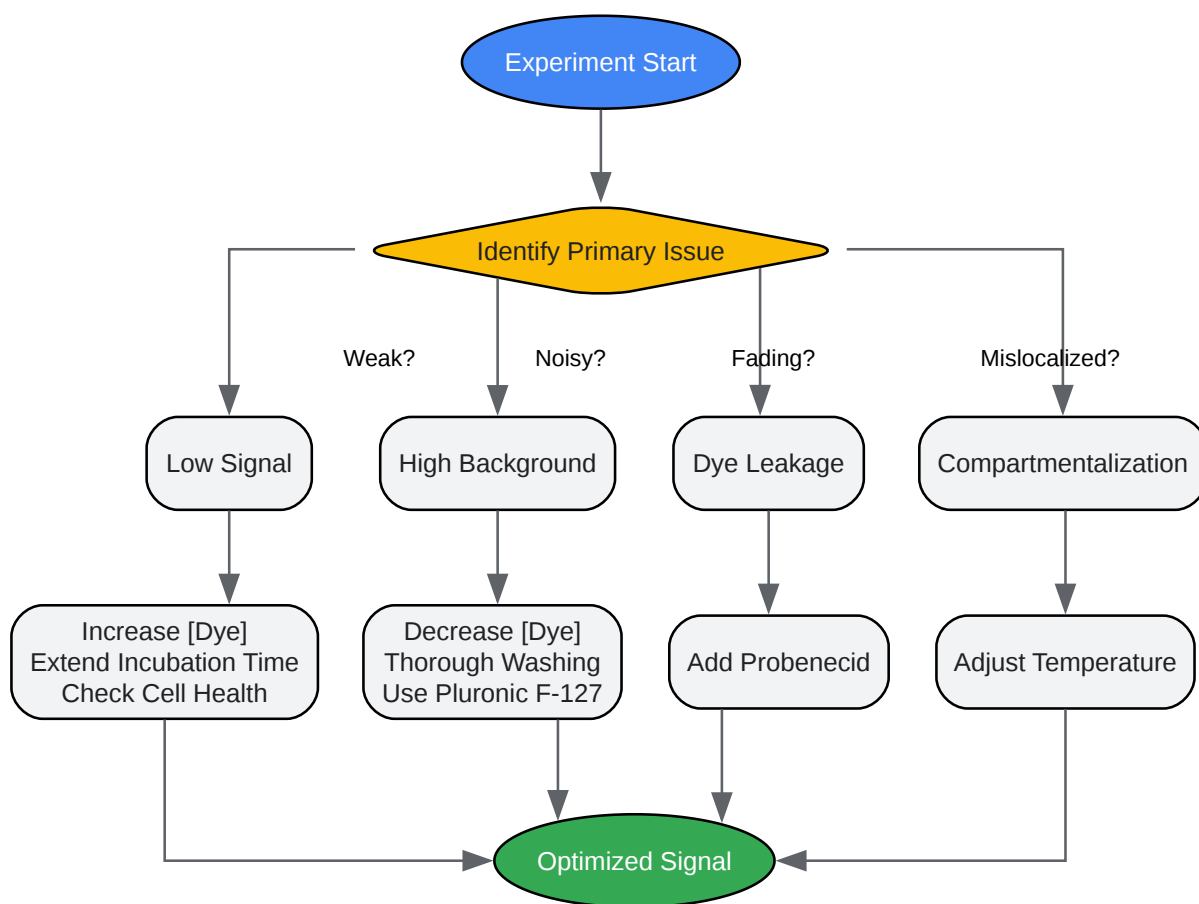 Experiment Start
Identify Primary Issue
Weak?
Noisy?
Fading?
Mislocalized?
Low Signal
High Background
Dye Leakage
Compartmentalization
Increase [Dye]
Extend Incubation Time
Check Cell Health
Decrease [Dye]
Thorough Washing
Use Pluronic F-127
Add Probenecid
Adjust Temperature
Optimized Signal